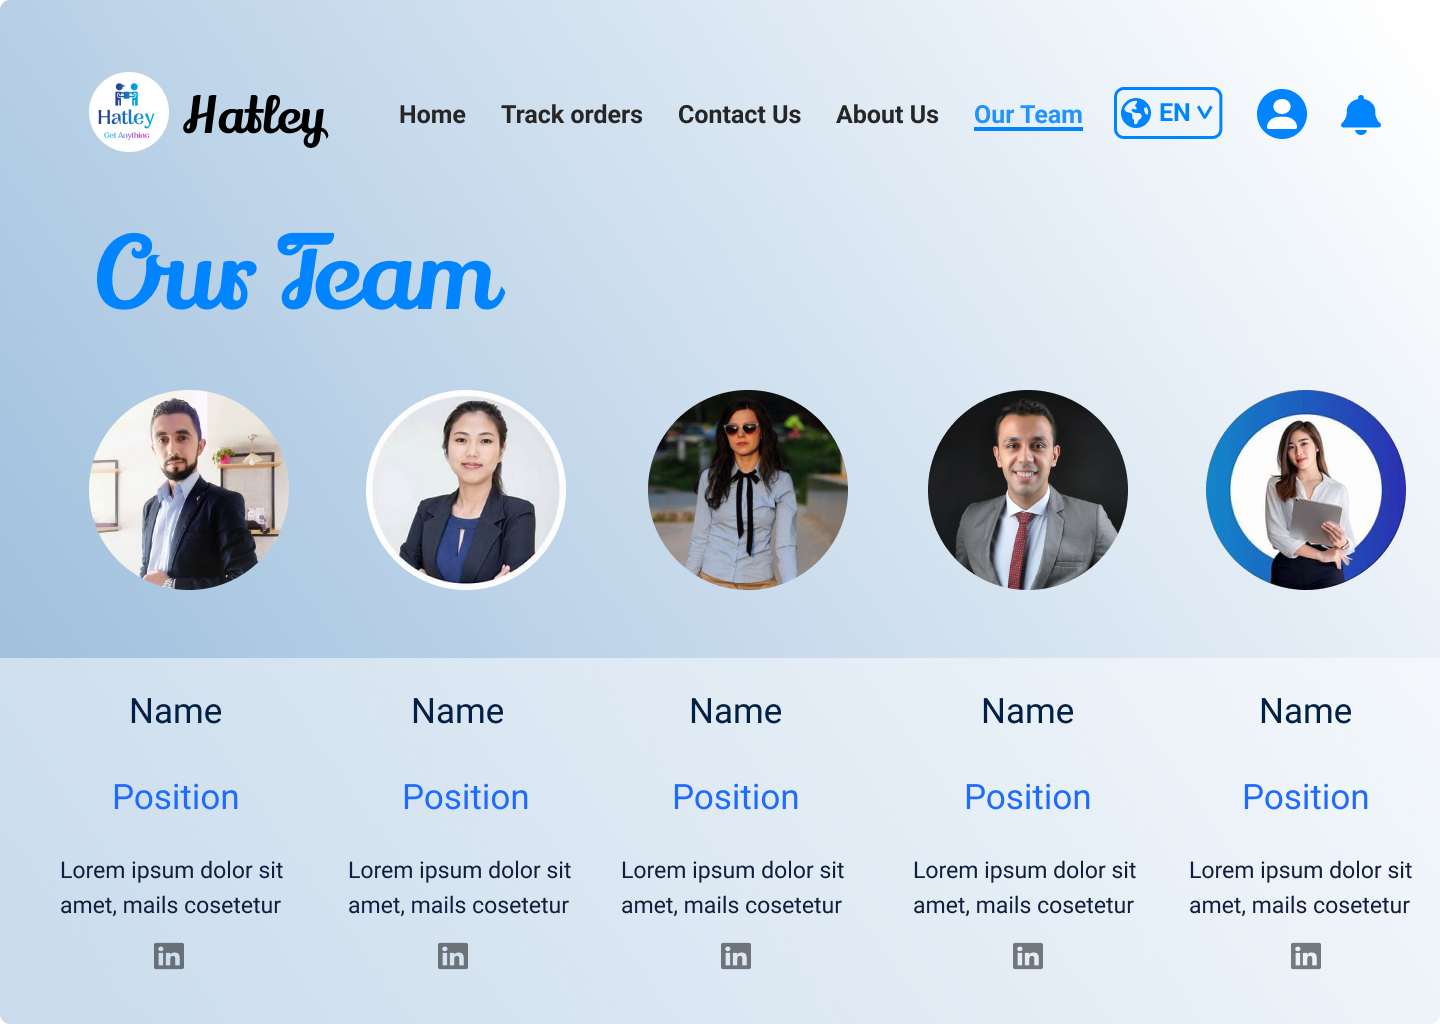 Hatley
Get Anything
Hatley
Home
Track orders
Contact Us
About Us
Our Team
EN
Our Team
Name
Name
Name
Name
Name
Position
Position
Position
Position
Position
Lorem ipsum dolor sit
amet, mails cosetetur
Lorem ipsum dolor sit
amet, mails cosetetur
Lorem ipsum dolor sit
amet, mails cosetetur
Lorem ipsum dolor sit
amet, mails cosetetur
Lorem ipsum dolor sit
amet, mails cosetetur
in
in
in
in
in